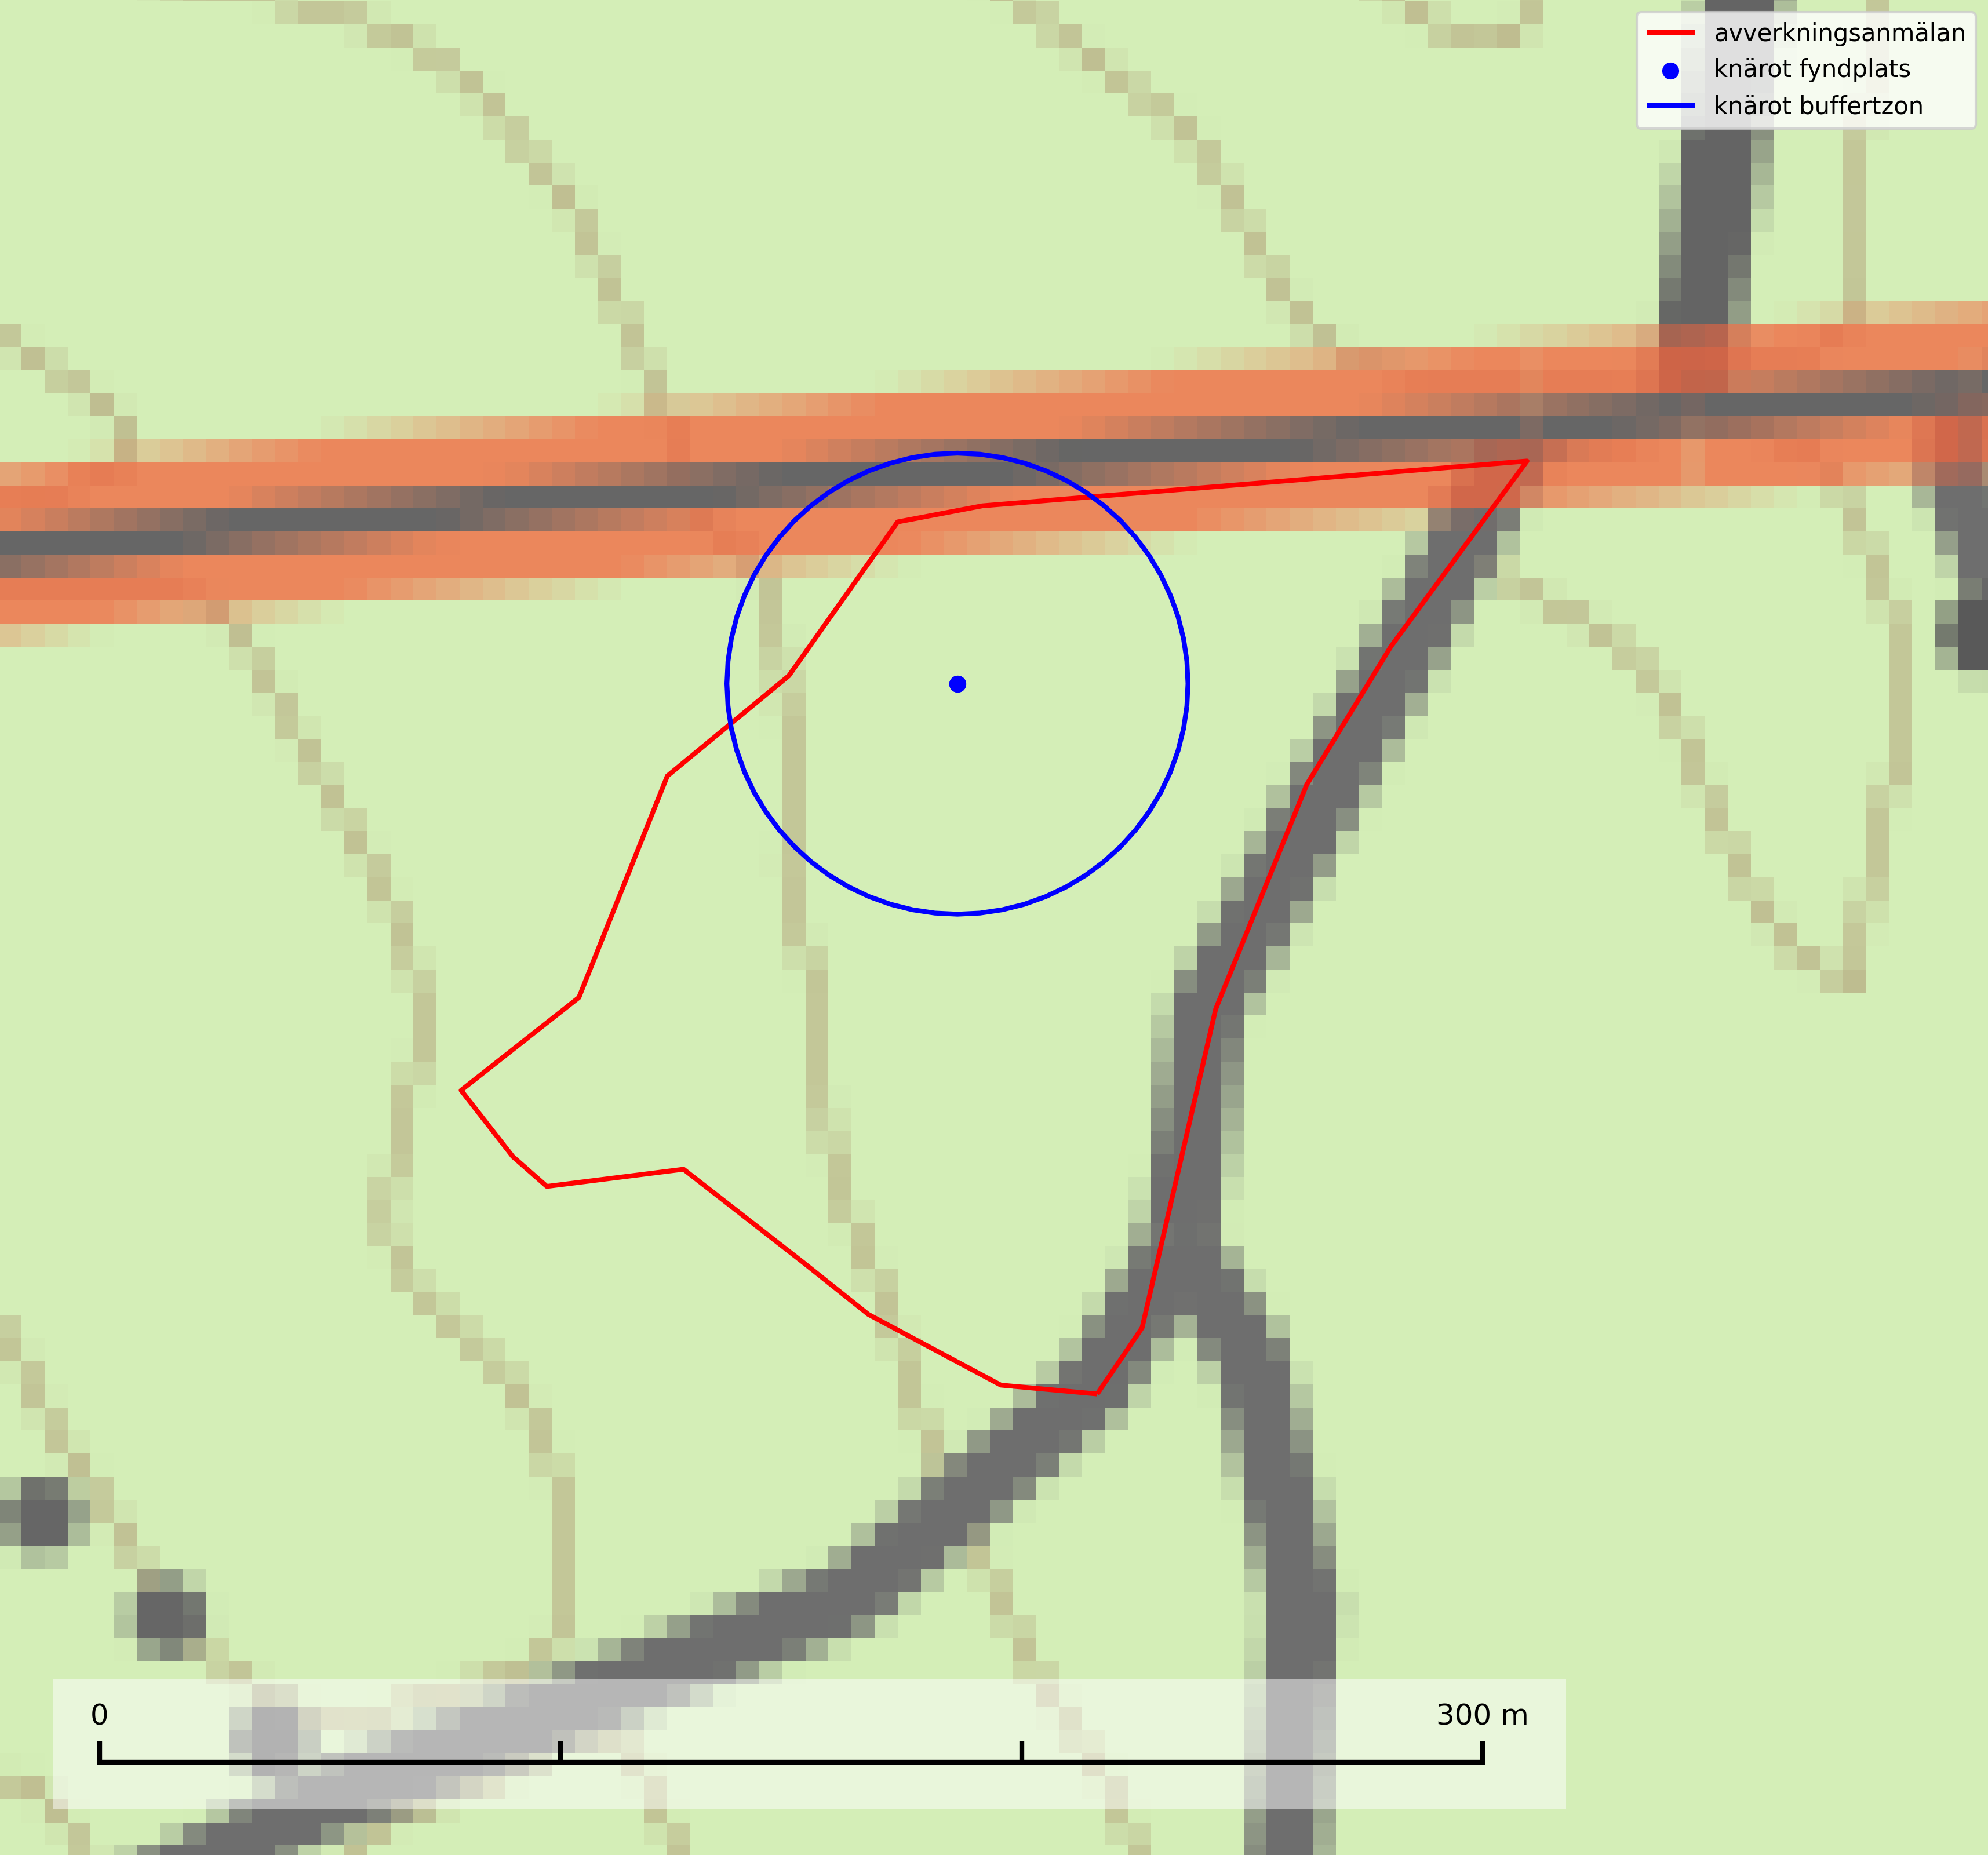 avverkningsanmälan
knärot fyndplats
knärot buffertzon
0
300 m